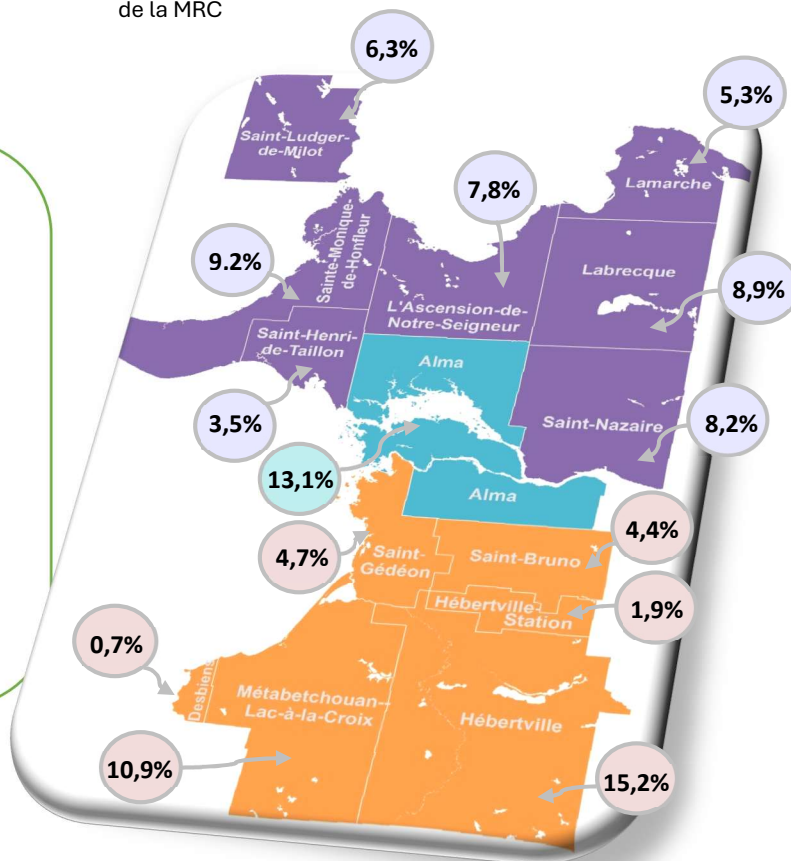 de la MRC
6,3%
5,3%
Saint-Ludger-
de-Milot
7,8%
Lamarche
9.2%
Sainte-Monique-
de-Honfleur
Labrecque
8,9%
L'Ascension-de-
Notre-Seigneur
Saint-Henri-
de-Taillon
Alma
3,5%
Saint-Nazaire
8,2%
13,1%
Alma
4,7%
Saint-
Gédéon
Saint-Bruno
4,4%
Hébertville-
Station
1,9%
0,7%
Desbiens
Métabetchouan--
Lac-à-la-Croix
Hébertville
10,9%
15,2%